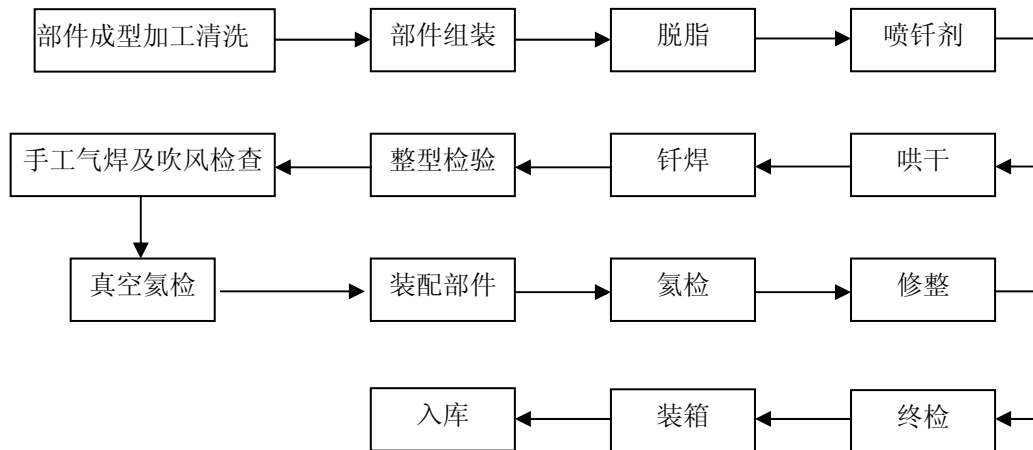 部件成型加工清洗
部件组装
脱脂
喷钎剂
手工气焊及吹风检查
整型检验
钎焊
哄干
真空氦检
装配部件
氦检
修整
入库
装箱
终检